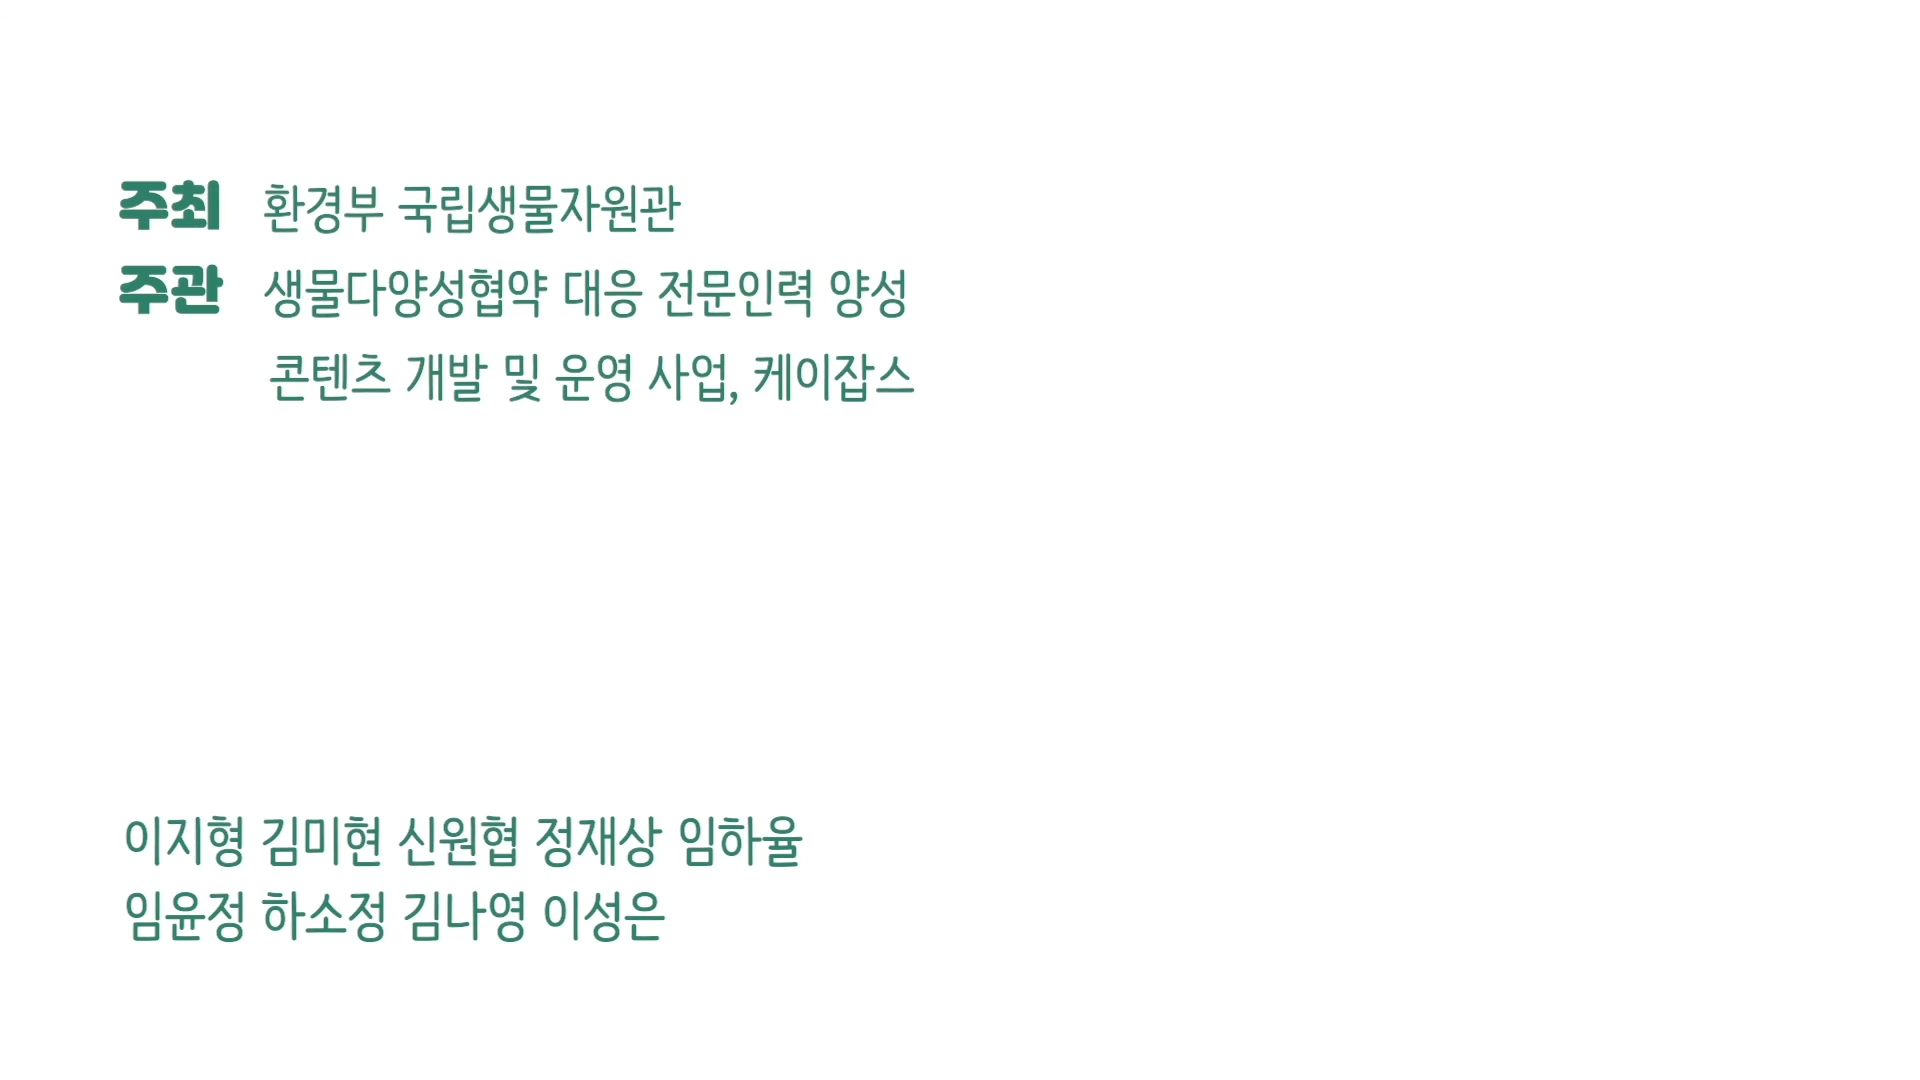 주최 환경부 국립생물자원관
주관 생물다양성협약 대응 전문인력 양성
콘텐츠 개발 및 운영 사업, 케이잡스
이지형 김미현 신원협 정재상 임하율
임윤정 하소정 김나영 이성은